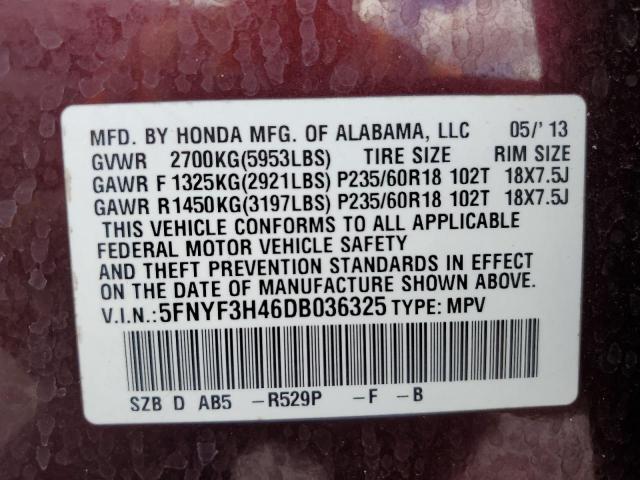 MFD. BY HONDA MFG. OF ALABAMA, LLC 05/'13
GVWR 2700KG(5953LBS) TIRE SIZE RIM SIZE
GAWR F 1325KG(2921LBS) P235/60R18 102T 18X7.5J
GAWR R1450KG(3197LBS) P235/60R18 102T 18X7.5J
THIS VEHICLE CONFORMS TO ALL APPLICABLE
FEDERAL MOTOR VEHICLE SAFETY
AND THEFT PREVENTION STANDARDS IN EFFECT
ON THE DATE OF MANUFACTURE SHOWN ABOVE.
V.I.N.:5FNYF3H46DB036325 TYPE: MPV
SZB D AB5 -R529P -F -B